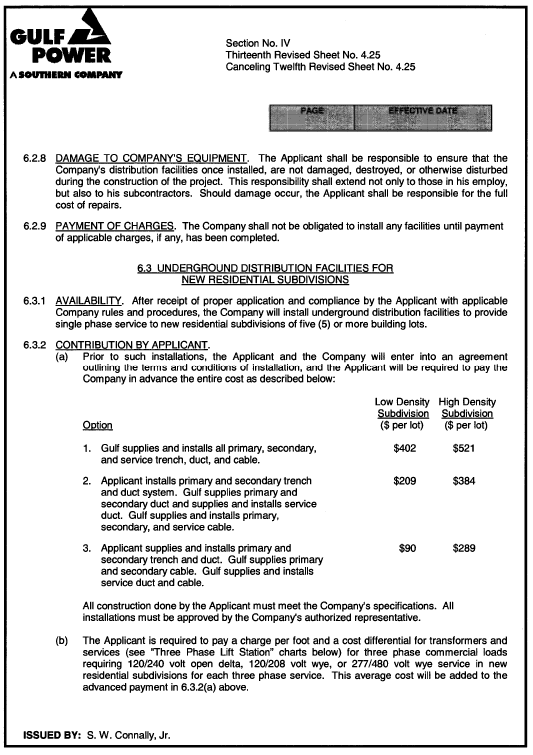 GULF
POWER
A SOUTHERN COMPANY
Section No. IV
Thirteenth Revised Sheet No. 4.25
Canceling Twelfth Revised Sheet No. 4.25
PAGE EFFECTIVE DATE
6.2.8 DAMAGE TO COMPANY'S EQUIPMENT. The Applicant shall be responsible to ensure that the
Company's distribution facilities once installed, are not damaged, destroyed, or otherwise disturbed
during the construction of the project. This responsibility shall extend not only to those in his employ,
but also to his subcontractors. Should damage occur, the Applicant shall be responsible for the full
cost of repairs.
6.2.9 PAYMENT OF CHARGES. The Company shall not be obligated to install any facilities until payment
of applicable charges, if any, has been completed.
6.3 UNDERGROUND DISTRIBUTION FACILITIES FOR
NEW RESIDENTIAL SUBDIVISIONS
6.3.1 AVAILABILITY. After receipt of proper application and compliance by the Applicant with applicable
Company rules and procedures, the Company will install underground distribution facilities to provide
single phase service to new residential subdivisions of five (5) or more building lots.
6.3.2 CONTRIBUTION BY APPLICANT.
(a) Prior to such installations, the Applicant and the Company will enter into an agreement
outlining the terms and conditions of installation, and the Applicant will be required to pay the
Company in advance the entire cost as described below:
Low Density High Density
Subdivision Subdivision
Option ($ per lot) ($ per lot)
1. Gulf supplies and installs all primary, secondary, $402 $521
and service trench, duct, and cable.
2. Applicant installs primary and secondary trench $209 $384
and duct system. Gulf supplies primary and
secondary duct and supplies and installs service
duct. Gulf supplies and installs primary,
secondary, and service cable.
3. Applicant supplies and installs primary and $90 $289
secondary trench and duct. Gulf supplies primary
and secondary cable. Gulf supplies and installs
service duct and cable.
All construction done by the Applicant must meet the Company's specifications. All
installations must be approved by the Company's authorized representative.
(b) The Applicant is required to pay a charge per foot and a cost differential for transformers and
services (see "Three Phase Lift Station" charts below) for three phase commercial loads
requiring 120/240 volt open delta, 120/208 volt wye, or 277/480 volt wye service in new
residential subdivisions for each three phase service. This average cost will be added to the
advanced payment in 6.3.2(a) above.
ISSUED BY: S. W. Connally, Jr.